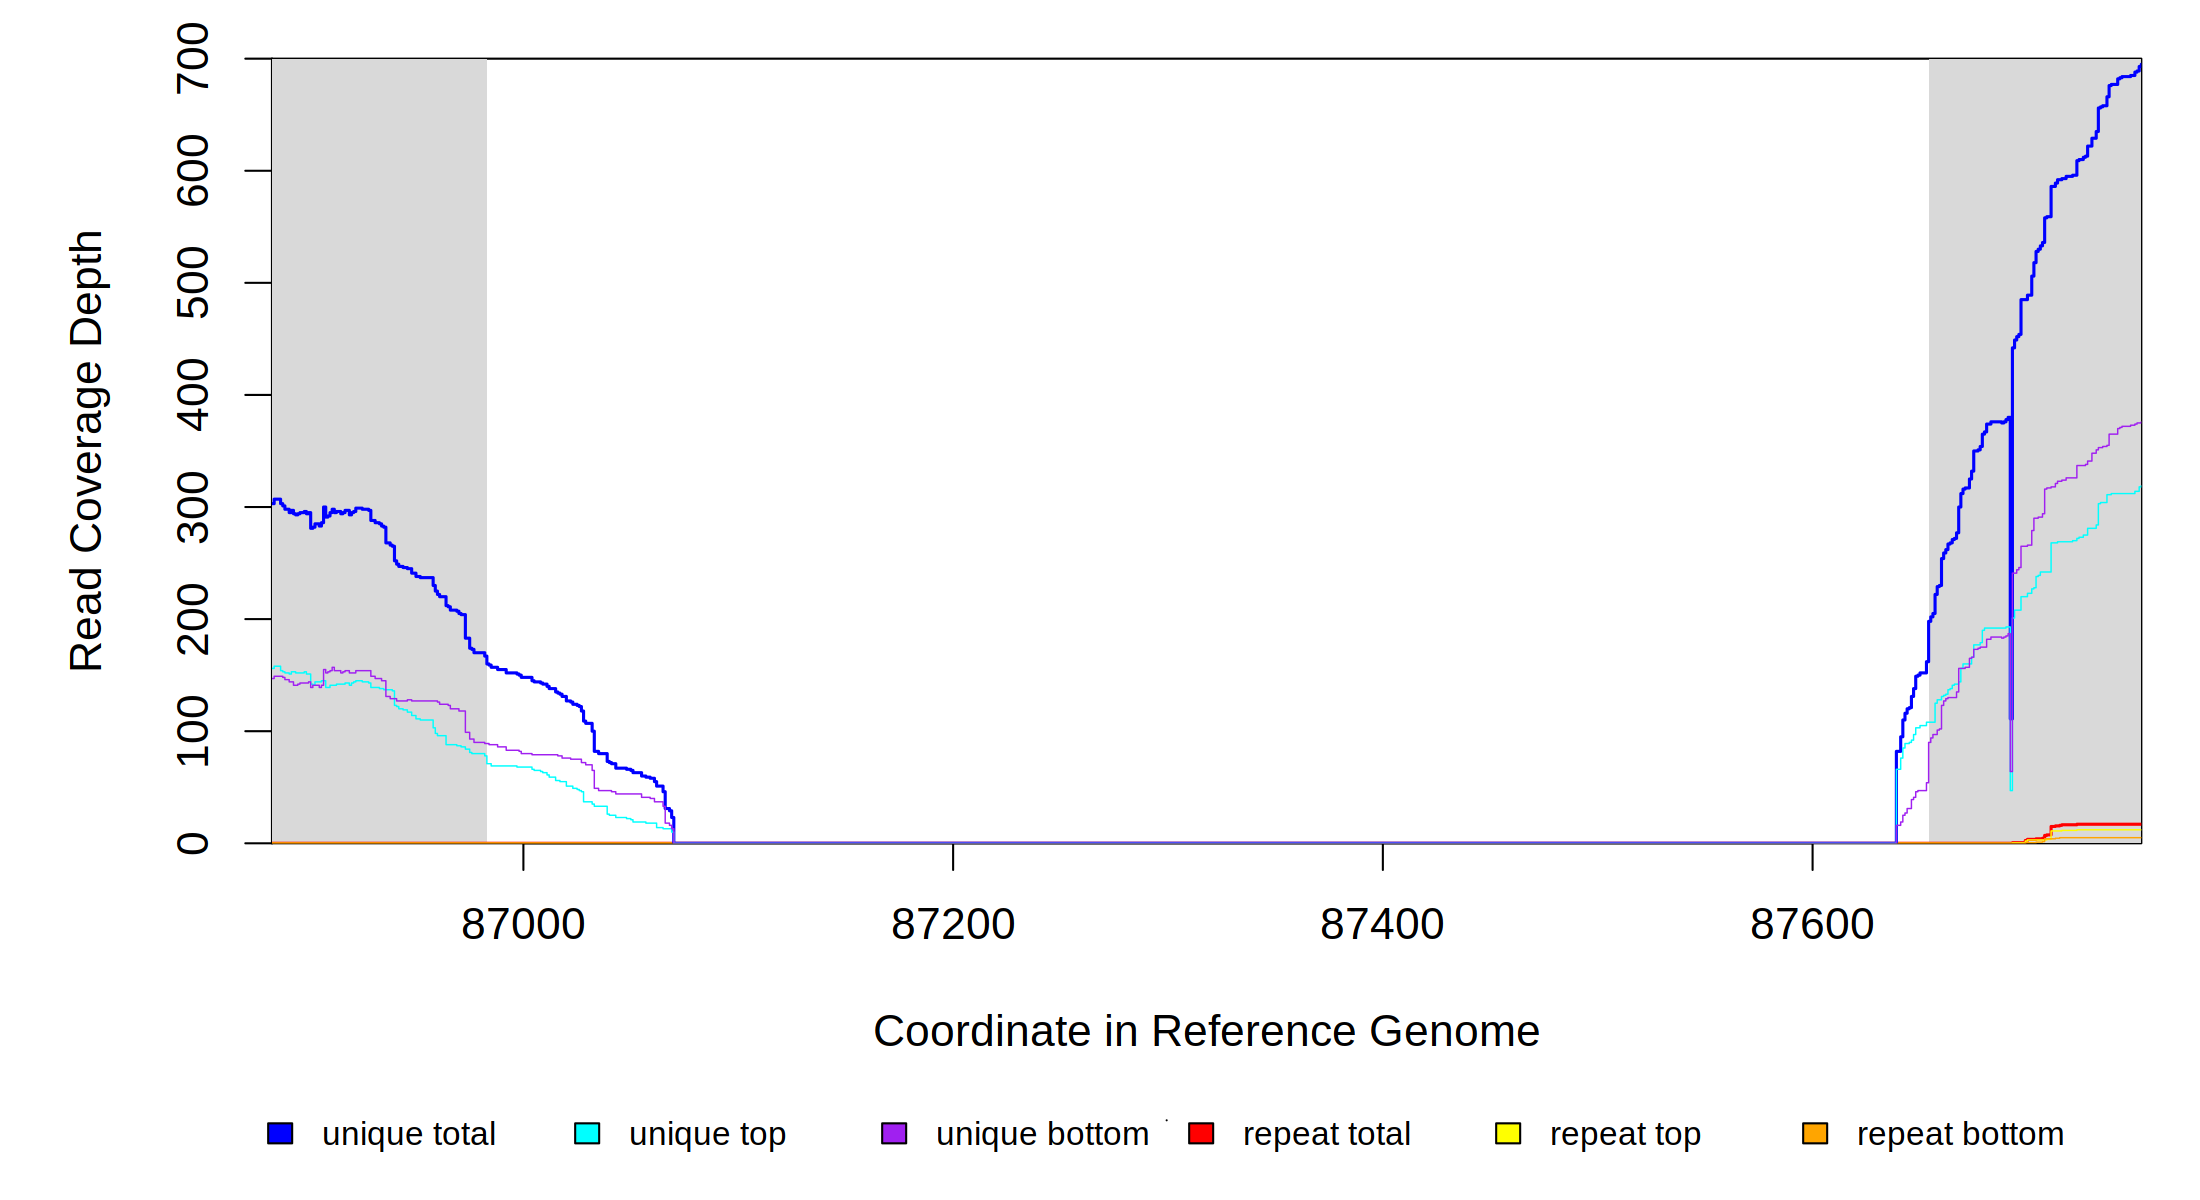 700
600
500
400
300
200
100
0
Read Coverage Depth
87000 87200 87400 87600
Coordinate in Reference Genome
unique total unique top unique bottom repeat total repeat top repeat bottom